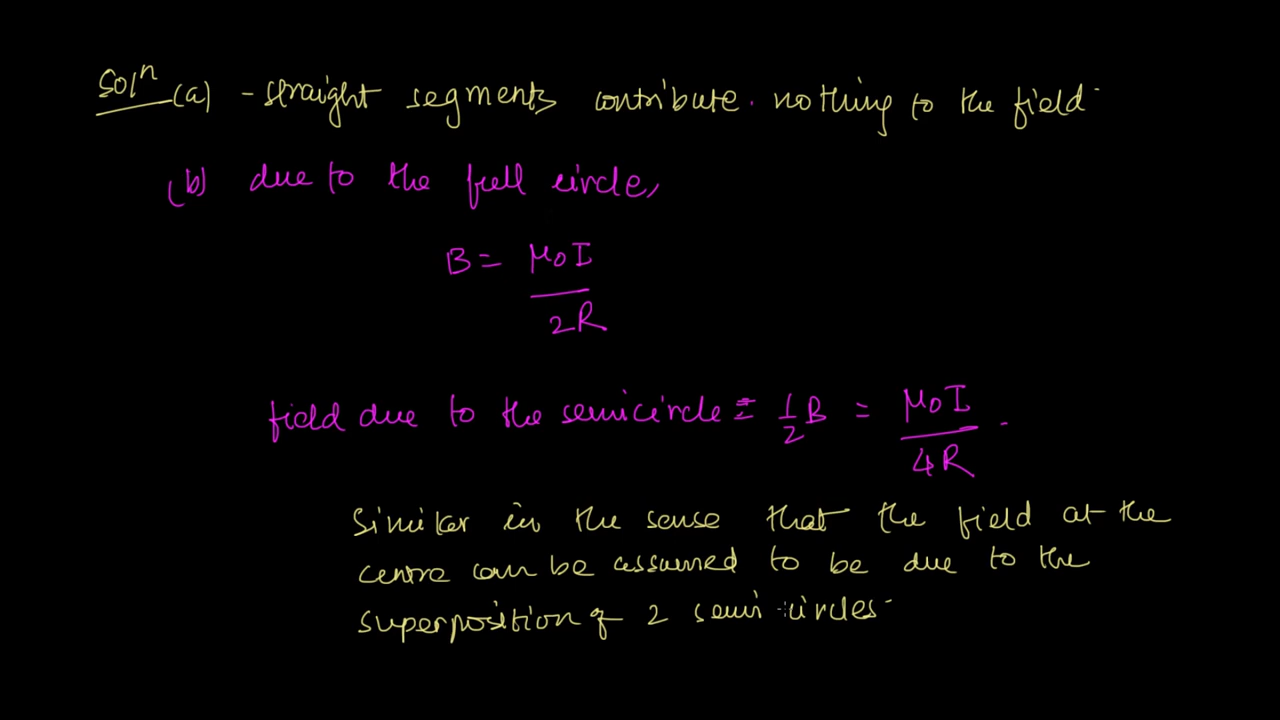 Solⁿ (a) - straight segments contribute nothing to the field.
(b) due to the full circle,
B = μ₀I / 2R
field due to the semicircle = 1/2 B = μ₀I / 4R .
Similar in the sense that the field at the
centre can be assumed to be due to the
superposition of 2 semi circles.